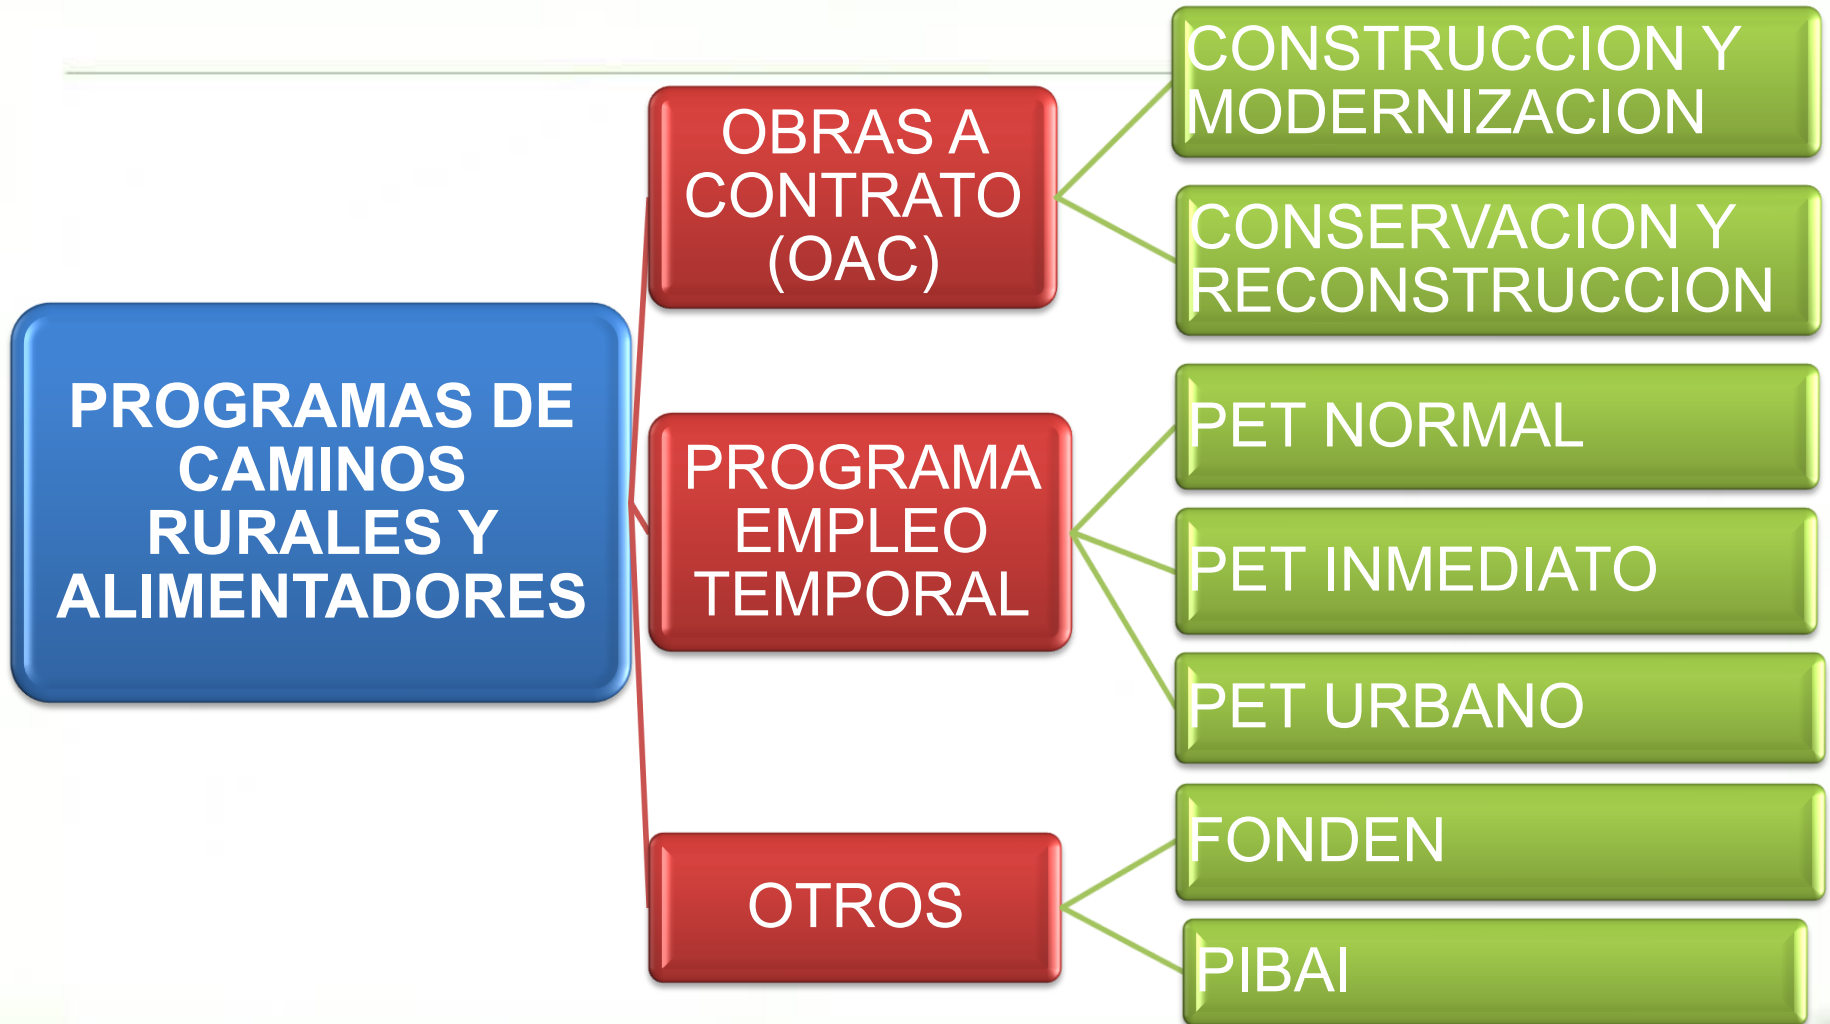 PROGRAMAS DE
CAMINOS
RURALES Y
ALIMENTADORES
OBRAS A
CONTRATO
(OAC)
CONSTRUCCION Y
MODERNIZACION
CONSERVACION Y
RECONSTRUCCION
PROGRAMA
EMPLEO
TEMPORAL
PET NORMAL
PET INMEDIATO
PET URBANO
OTROS
FONDEN
PIBAI